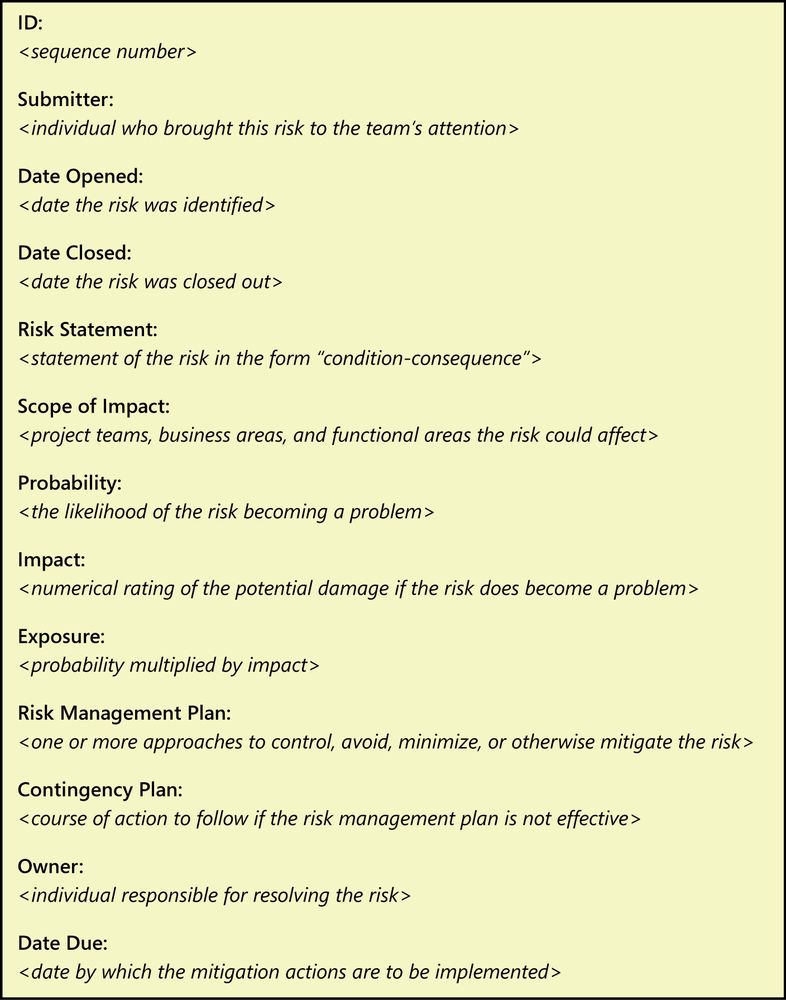 ID:
<sequence number>
Submitter:
<individual who brought this risk to the team’s attention>
Date Opened:
<date the risk was identified>
Date Closed:
<date the risk was closed out>
Risk Statement:
<statement of the risk in the form “condition-consequence”>
Scope of Impact:
<project teams, business areas, and functional areas the risk could affect>
Probability:
<the likelihood of the risk becoming a problem>
Impact:
<numerical rating of the potential damage if the risk does become a problem>
Exposure:
<probability multiplied by impact>
Risk Management Plan:
<one or more approaches to control, avoid, minimize, or otherwise mitigate the risk>
Contingency Plan:
<course of action to follow if the risk management plan is not effective>
Owner:
<individual responsible for resolving the risk>
Date Due:
<date by which the mitigation actions are to be implemented>